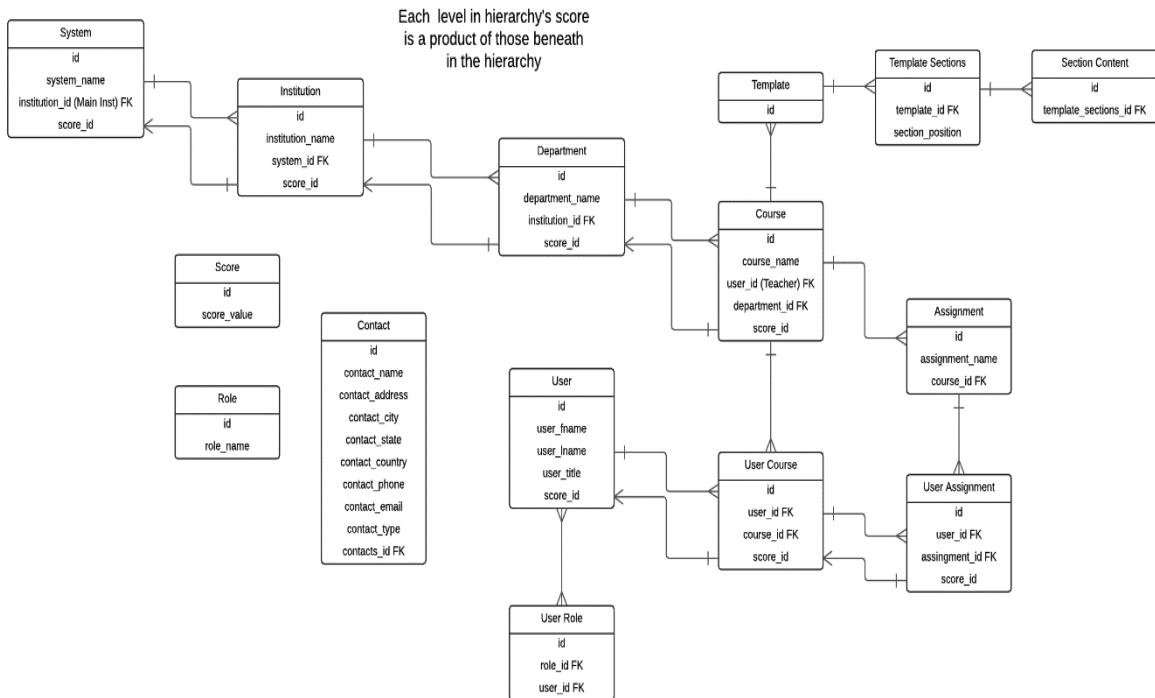 Each level in hierarchy's score
is a product of those beneath
in the hierarchy
System
id
system_name
institution_id (Main Inst) FK
score_id
Institution
id
institution_name
system_id FK
score_id
Department
id
department_name
institution_id FK
score_id
Template
id
Template Sections
id
template_id FK
section_position
Section Content
id
template_sections_id FK
Course
id
course_name
user_id (Teacher) FK
department_id FK
score_id
Score
id
score_value
Contact
id
contact_name
contact_address
contact_city
contact_state
contact_country
contact_phone
contact_email
contact_type
contacts_id FK
Role
id
role_name
Assignment
id
assignment_name
course_id FK
User
id
user_fname
user_lname
user_title
score_id
User Course
id
user_id FK
course_id FK
score_id
User Assignment
id
user_id FK
assingment_id FK
score_id
User Role
id
role_id FK
user_id FK